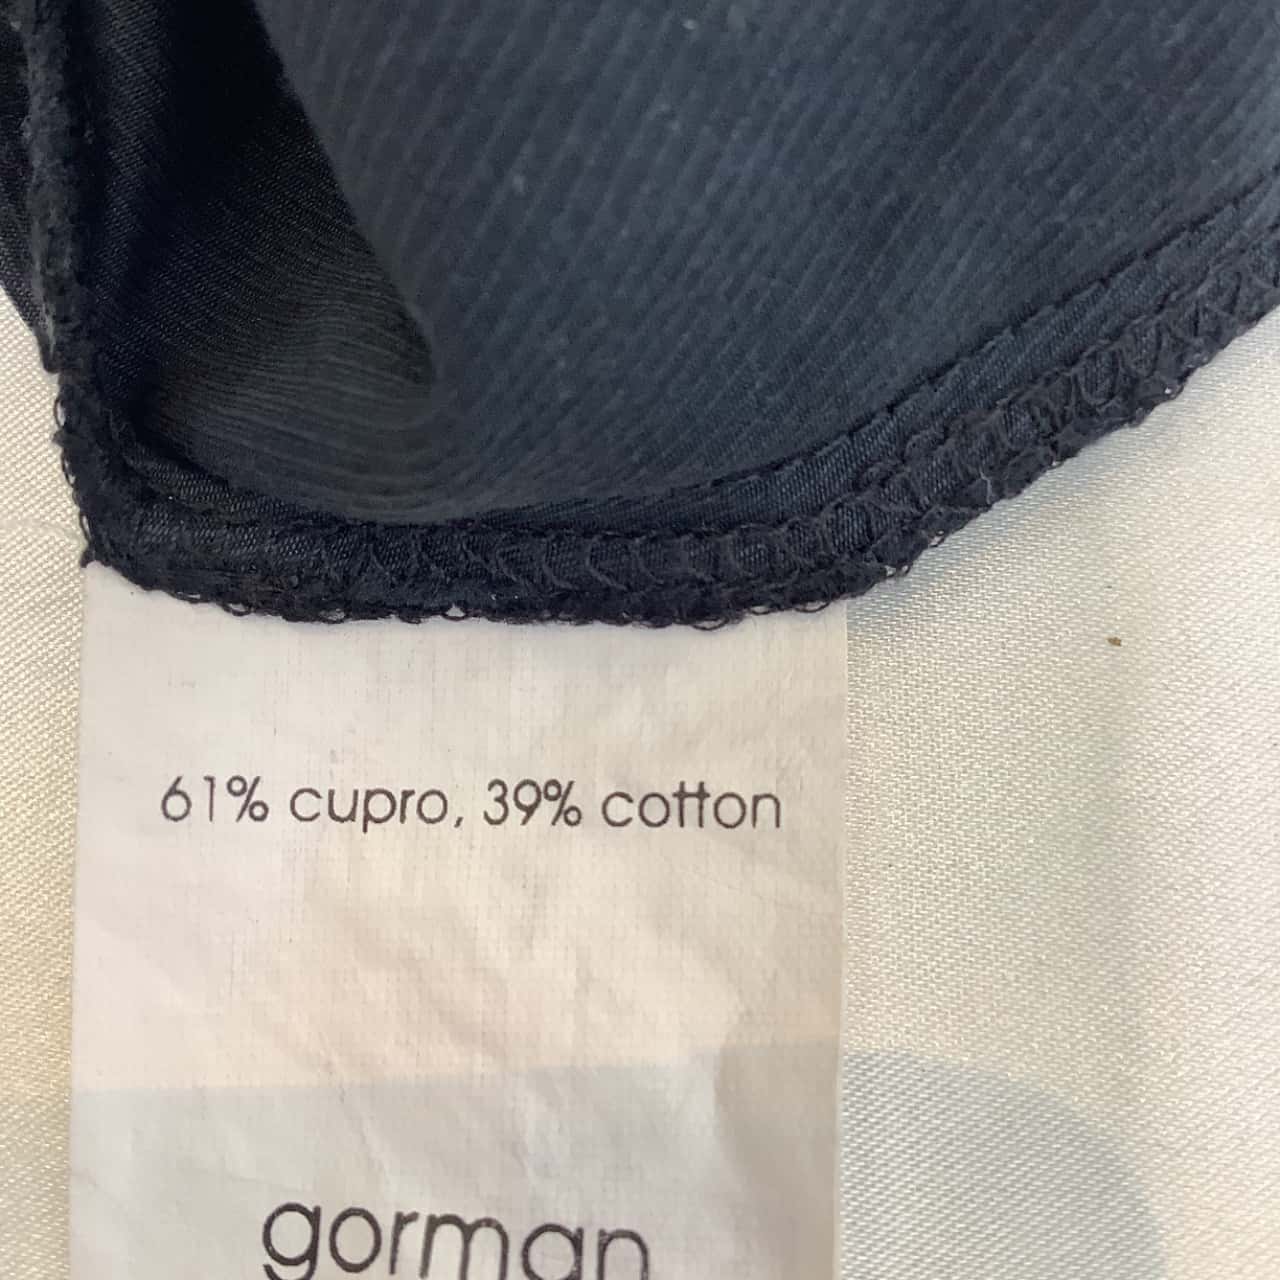 61% cupro, 39% cotton
gorman